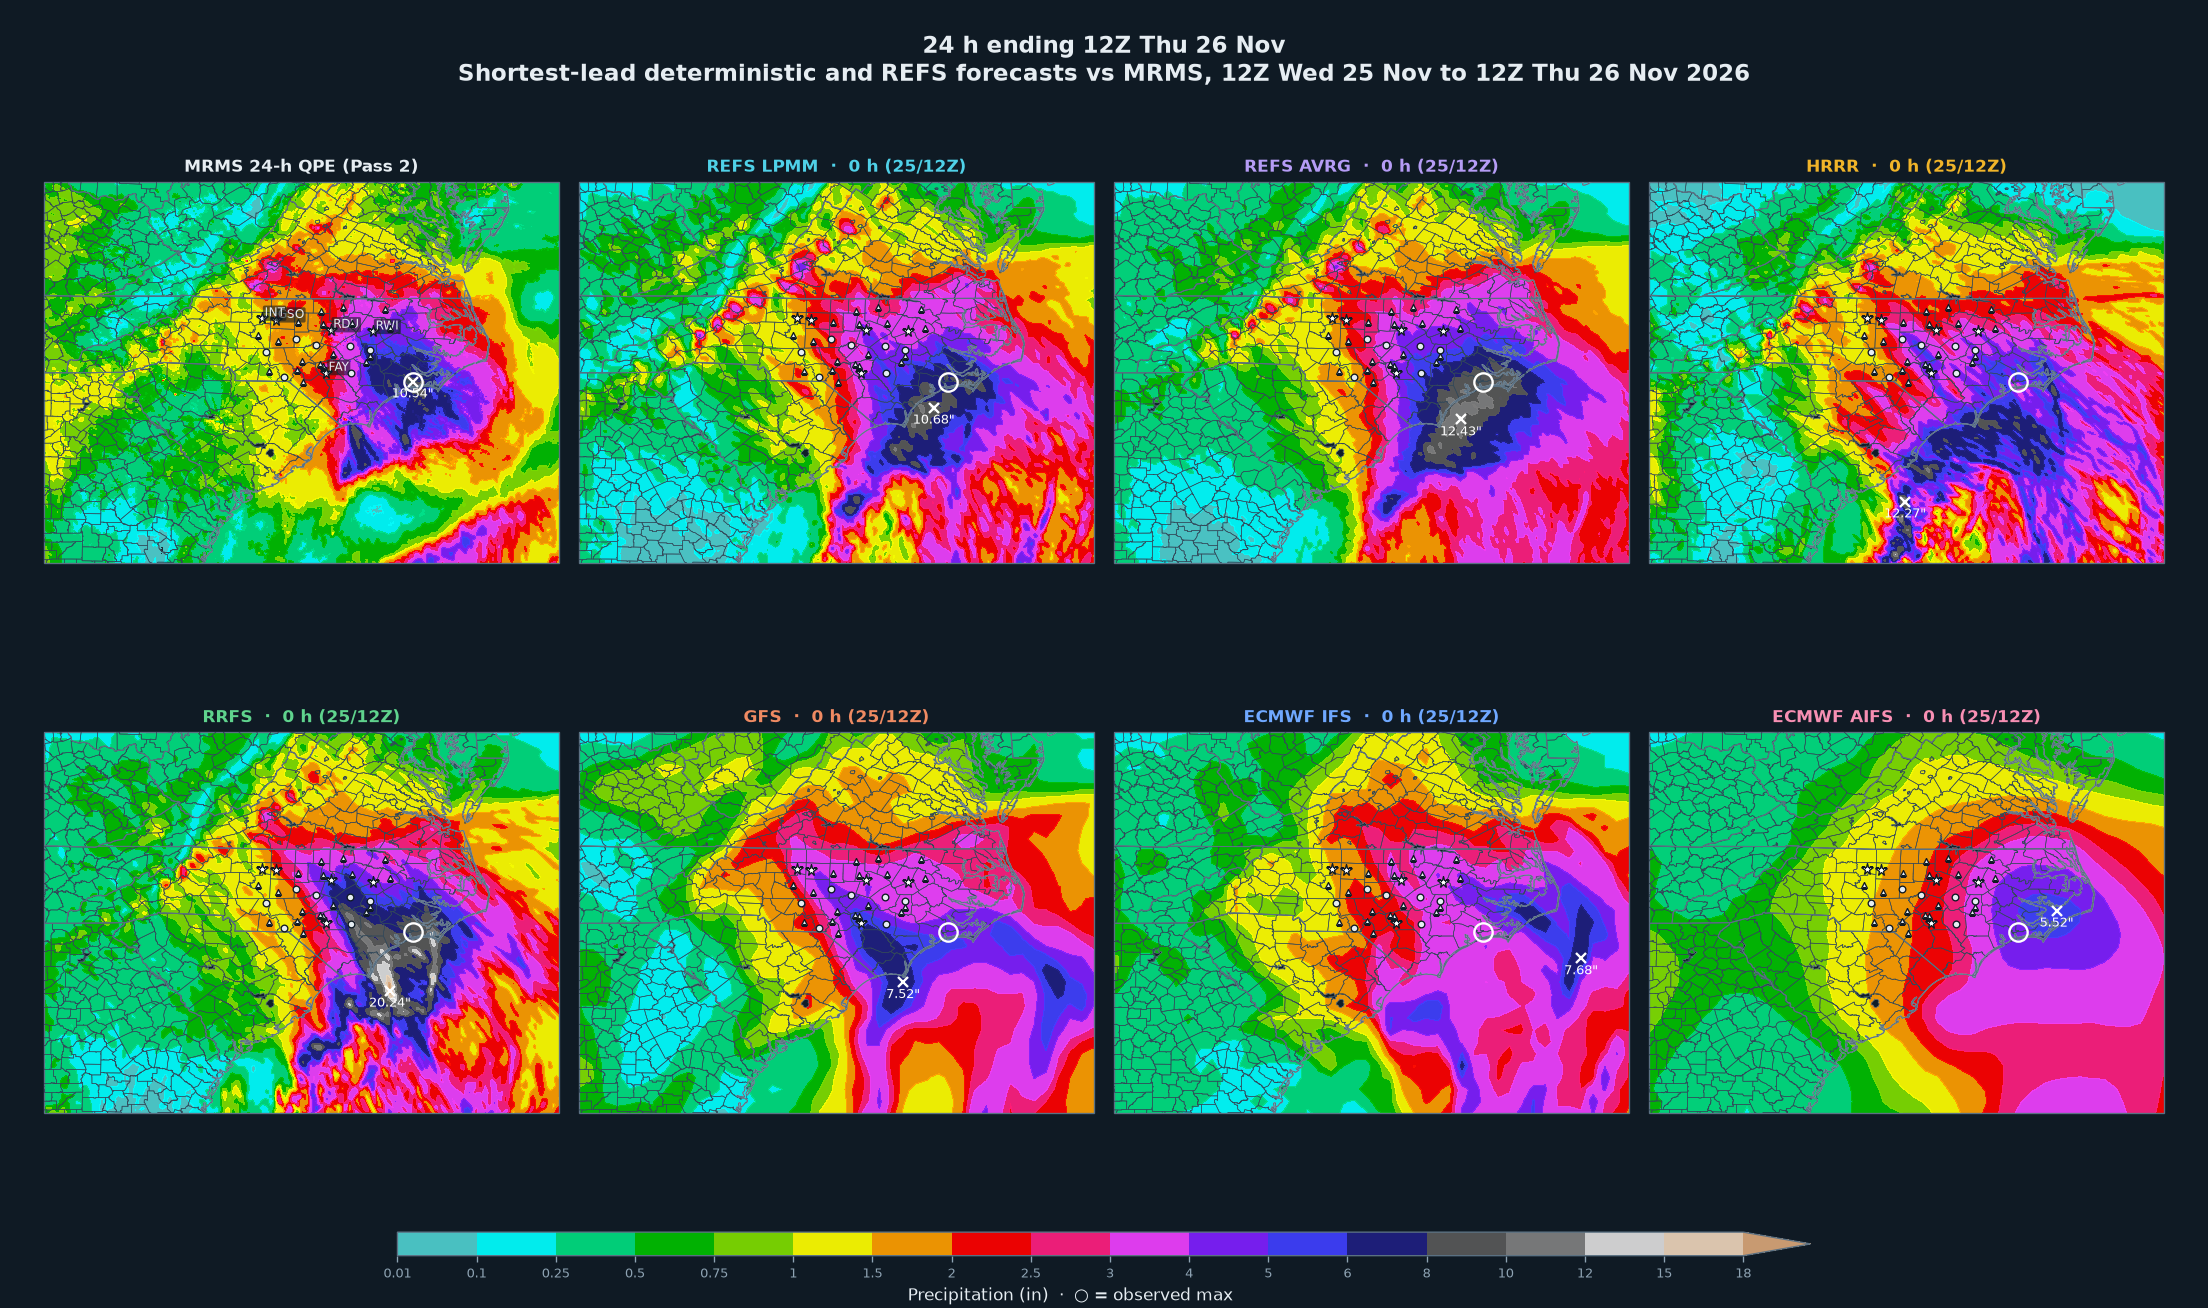 24 h ending 12Z Thu 26 Nov
Shortest-lead deterministic and REFS forecasts vs MRMS, 12Z Wed 25 Nov to 12Z Thu 26 Nov 2026
MRMS 24-h QPE (Pass 2)
REFS LPMM · 0 h (25/12Z)
REFS AVRG · 0 h (25/12Z)
HRRR · 0 h (25/12Z)
INT
SO
RDU
RWI
FAY
10.54"
10.68"
12.43"
12.27"
RRFS · 0 h (25/12Z)
GFS · 0 h (25/12Z)
ECMWF IFS · 0 h (25/12Z)
ECMWF AIFS · 0 h (25/12Z)
20.24"
7.52"
7.68"
5.52"
0.01 0.1 0.25 0.5 0.75 1 1.5 2 2.5 3 4 5 6 8 10 12 15 18
Precipitation (in) · ○ = observed max